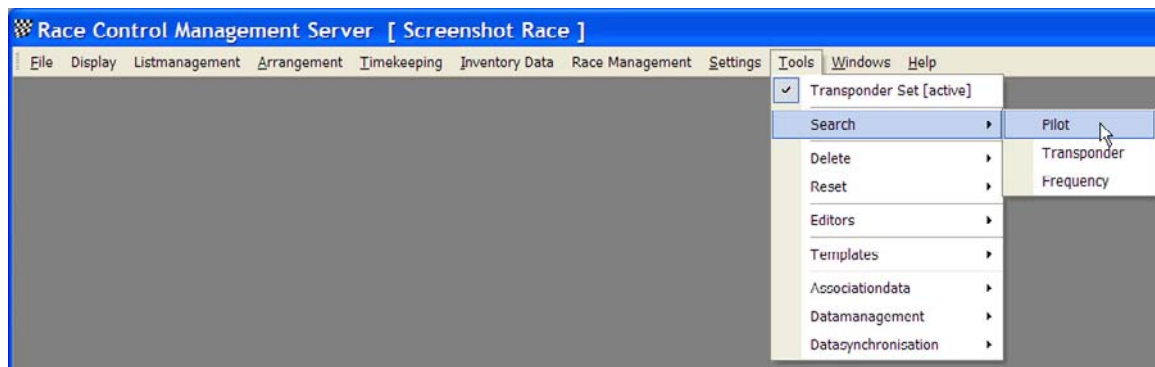 Race Control Management Server [ Screenshot Race ]
File Display Listmanagement Arrangement Timekeeping Inventory Data Race Management Settings Tools Windows Help
Transponder Set [active]
Search
Pilot
Delete
Transponder
Reset
Frequency
Editors
Templates
Associationdata
Datamanagement
Datasynchronisation